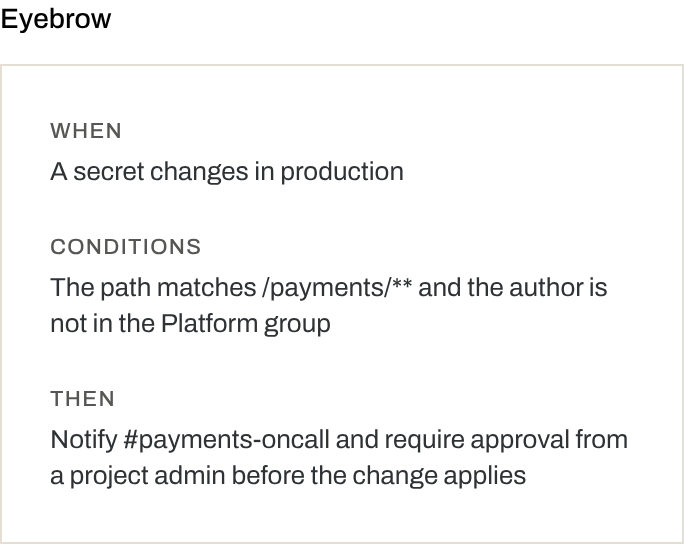 Eyebrow
WHEN
A secret changes in production
CONDITIONS
The path matches /payments/** and the author is
not in the Platform group
THEN
Notify #payments-oncall and require approval from
a project admin before the change applies